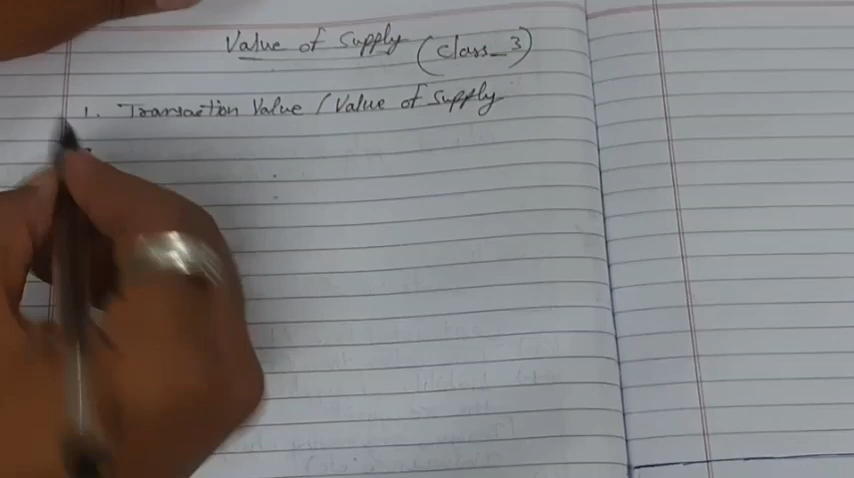 Value of Supply (class_3)
1. Transaction Value / Value of Supply